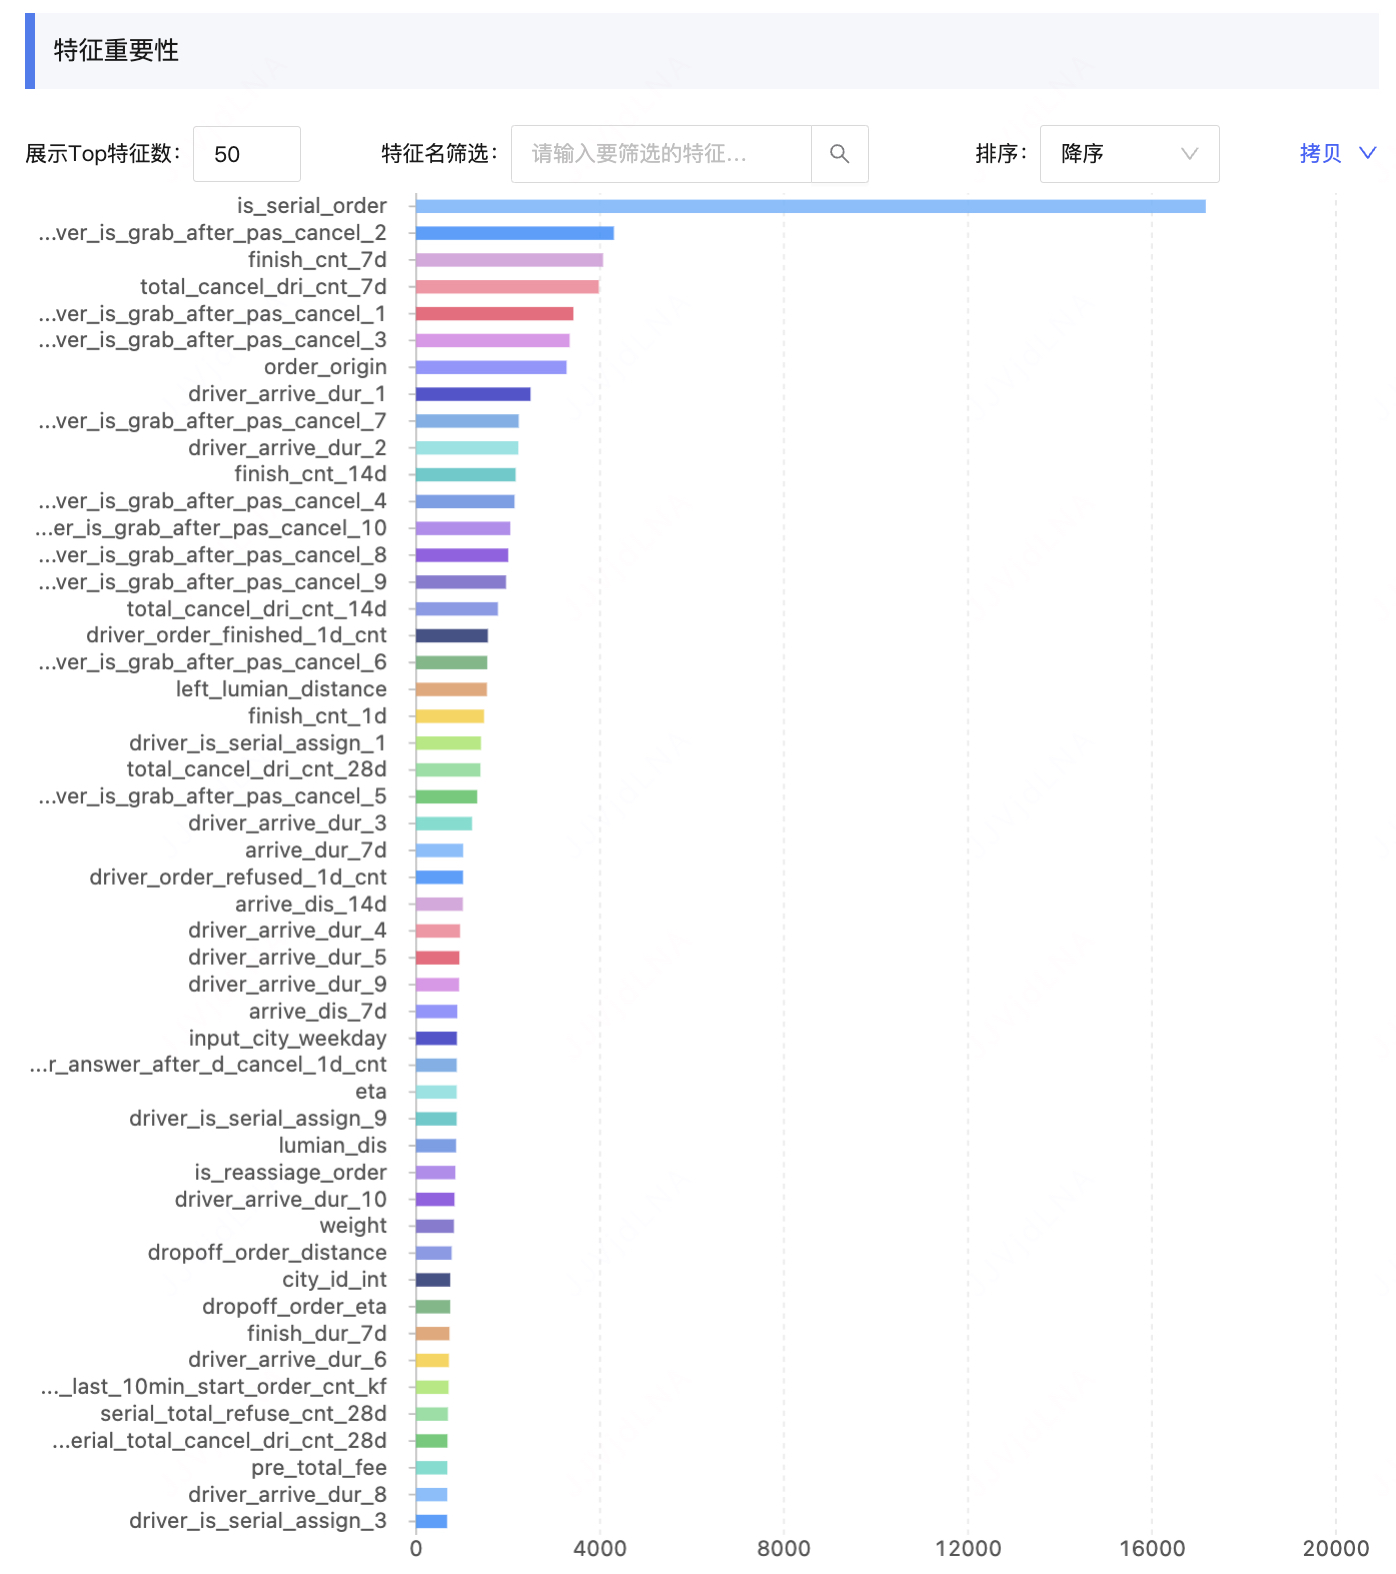 特征重要性
展示Top特征数： 50 特征名筛选： 请输入要筛选的特征... 排序： 降序 拷贝
is_serial_order
...ver_is_grab_after_pas_cancel_2
finish_cnt_7d
total_cancel_dri_cnt_7d
...ver_is_grab_after_pas_cancel_1
...ver_is_grab_after_pas_cancel_3
order_origin
driver_arrive_dur_1
...ver_is_grab_after_pas_cancel_7
driver_arrive_dur_2
finish_cnt_14d
...ver_is_grab_after_pas_cancel_4
...er_is_grab_after_pas_cancel_10
...ver_is_grab_after_pas_cancel_8
...ver_is_grab_after_pas_cancel_9
total_cancel_dri_cnt_14d
driver_order_finished_1d_cnt
...ver_is_grab_after_pas_cancel_6
left_lumian_distance
finish_cnt_1d
driver_is_serial_assign_1
total_cancel_dri_cnt_28d
...ver_is_grab_after_pas_cancel_5
driver_arrive_dur_3
arrive_dur_7d
driver_order_refused_1d_cnt
arrive_dis_14d
driver_arrive_dur_4
driver_arrive_dur_5
driver_arrive_dur_9
arrive_dis_7d
input_city_weekday
...r_answer_after_d_cancel_1d_cnt
eta
driver_is_serial_assign_9
lumian_dis
is_reassiage_order
driver_arrive_dur_10
weight
dropoff_order_distance
city_id_int
dropoff_order_eta
finish_dur_7d
driver_arrive_dur_6
..._last_10min_start_order_cnt_kf
serial_total_refuse_cnt_28d
...erial_total_cancel_dri_cnt_28d
pre_total_fee
driver_arrive_dur_8
driver_is_serial_assign_3
0 4000 8000 12000 16000 20000